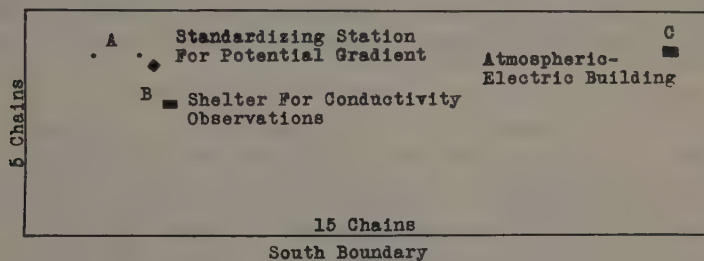 A
Standardizing Station
For Potential Gradient
C
Atmospheric-
Electric Building
B
Shelter For Conductivity
Observations
5 Chains
15 Chains
South Boundary